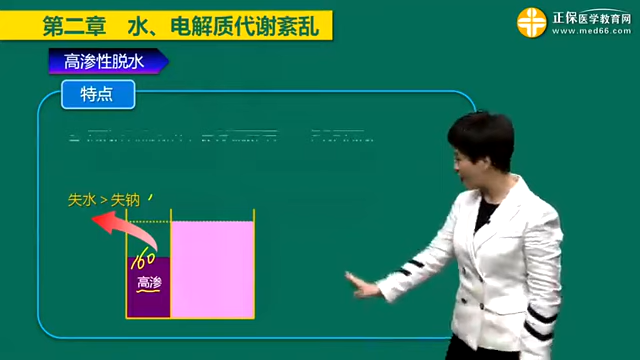 第二章 水、电解质代谢紊乱
正保医学教育网
www.med66.com
高渗性脱水
特点
失水>失钠
160
高渗